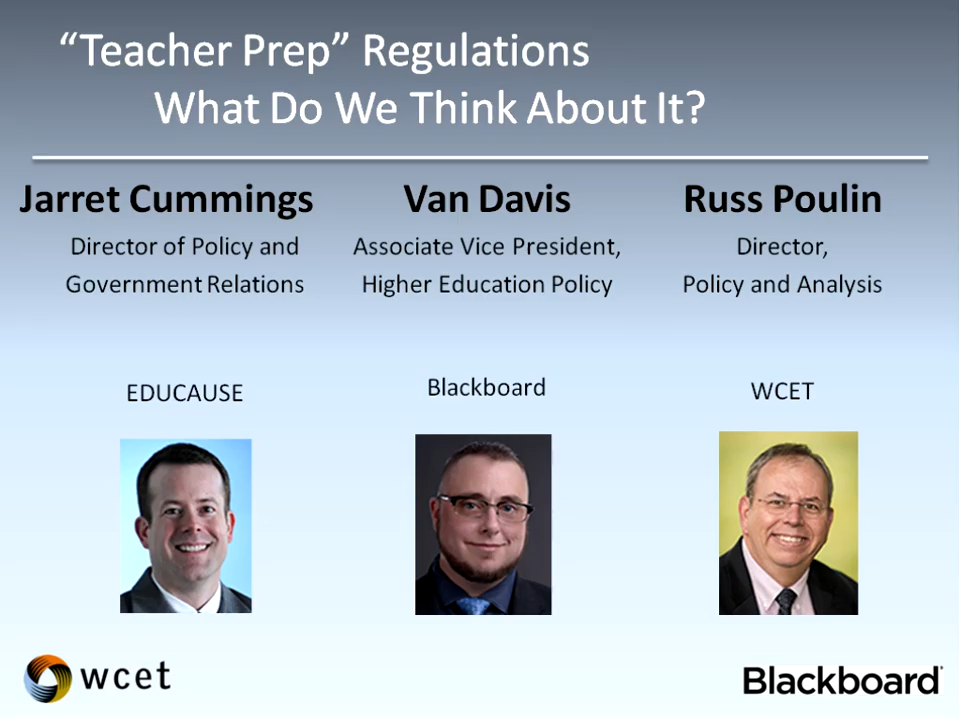 “Teacher Prep” Regulations
What Do We Think About It?
Jarret Cummings
Director of Policy and
Government Relations
EDUCAUSE
Van Davis
Associate Vice President,
Higher Education Policy
Blackboard
Russ Poulin
Director,
Policy and Analysis
WCET
wcet
Blackboard